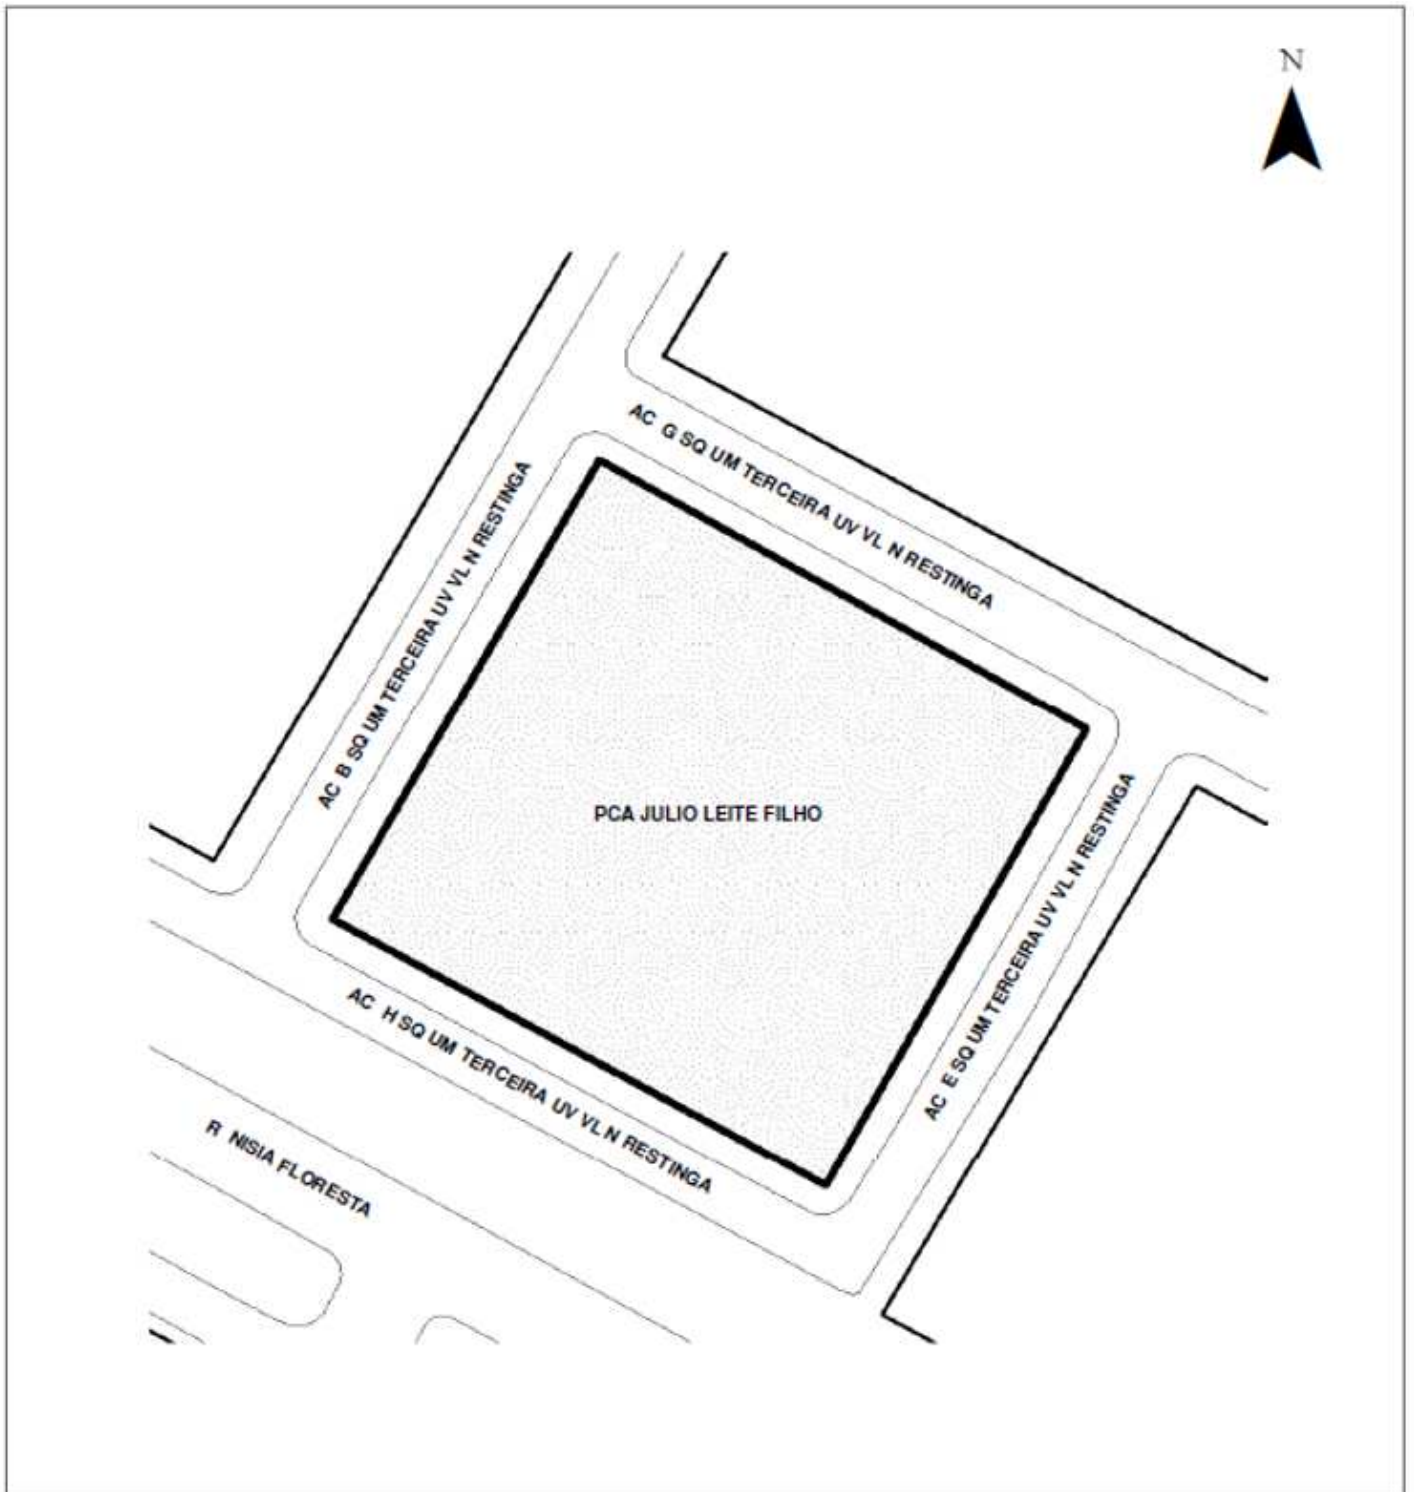 N
AC G SQ UM TERCEIRA UV VL N RESTINGA
AC B SQ UM TERCEIRA UV VL N RESTINGA
PCA JULIO LEITE FILHO
AC E SQ UM TERCEIRA UV VL N RESTINGA
AC H SQ UM TERCEIRA UV VL N RESTINGA
R NISIA FLORESTA